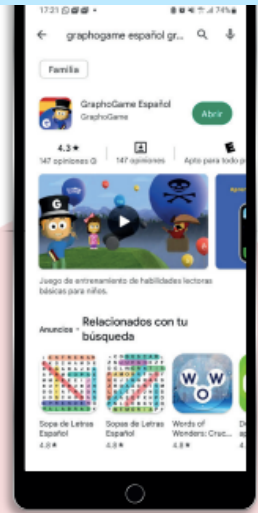 17:21
74%
graphogame español gr...
Familia
GraphoGame Español
GraphoGame
Abrir
4.3★
147 opiniones
147 opiniones
Apto para todo p
G
Juego de entrenamiento de habilidades lectoras
básicas para niños.
Anuncios · Relacionados con tu
búsqueda
W W
O
Sopa de Letras
Español
4.8★
Sopas de Letras
Español
4.8★
Words of
Wonders: Cruc...
4.8★